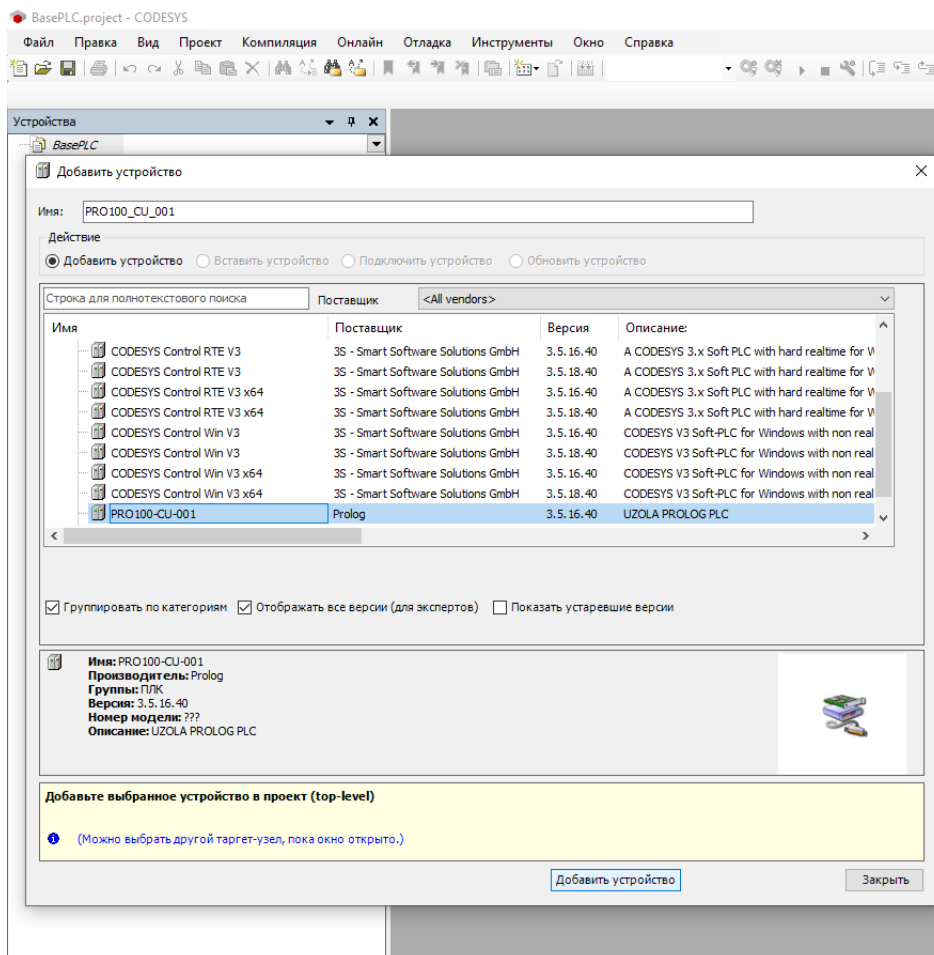 BasePLC.project - CODESYS
Файл Правка Вид Проект Компиляция Онлайн Отладка Инструменты Окно Справка
Устройства
BasePLC
Добавить устройство
Имя: PRO100_CU_001
Действие
Добавить устройство Вставить устройство Подключить устройство Обновить устройство
Строка для полнотекстового поиска Поставщик <All vendors>
Имя Поставщик Версия Описание:
CODESYS Control RTE V3 3S - Smart Software Solutions GmbH 3.5.16.40 A CODESYS 3.x Soft PLC with hard realtime for W
CODESYS Control RTE V3 3S - Smart Software Solutions GmbH 3.5.18.40 A CODESYS 3.x Soft PLC with hard realtime for W
CODESYS Control RTE V3 x64 3S - Smart Software Solutions GmbH 3.5.16.40 A CODESYS 3.x Soft PLC with hard realtime for W
CODESYS Control RTE V3 x64 3S - Smart Software Solutions GmbH 3.5.18.40 A CODESYS 3.x Soft PLC with hard realtime for W
CODESYS Control Win V3 3S - Smart Software Solutions GmbH 3.5.16.40 CODESYS V3 Soft-PLC for Windows with non real
CODESYS Control Win V3 3S - Smart Software Solutions GmbH 3.5.18.40 CODESYS V3 Soft-PLC for Windows with non real
CODESYS Control Win V3 x64 3S - Smart Software Solutions GmbH 3.5.16.40 CODESYS V3 Soft-PLC for Windows with non real
CODESYS Control Win V3 x64 3S - Smart Software Solutions GmbH 3.5.18.40 CODESYS V3 Soft-PLC for Windows with non real
PRO100-CU-001 Prolog 3.5.16.40 UZOLA PROLOG PLC
Группировать по категориям Отображать все версии (для экспертов) Показать устаревшие версии
Имя: PRO100-CU-001
Производитель: Prolog
Группы: ПЛК
Версия: 3.5.16.40
Номер модели: ???
Описание: UZOLA PROLOG PLC
Добавьте выбранное устройство в проект (top-level)
(Можно выбрать другой таргет-узел, пока окно открыто.)
Добавить устройство Закрыть